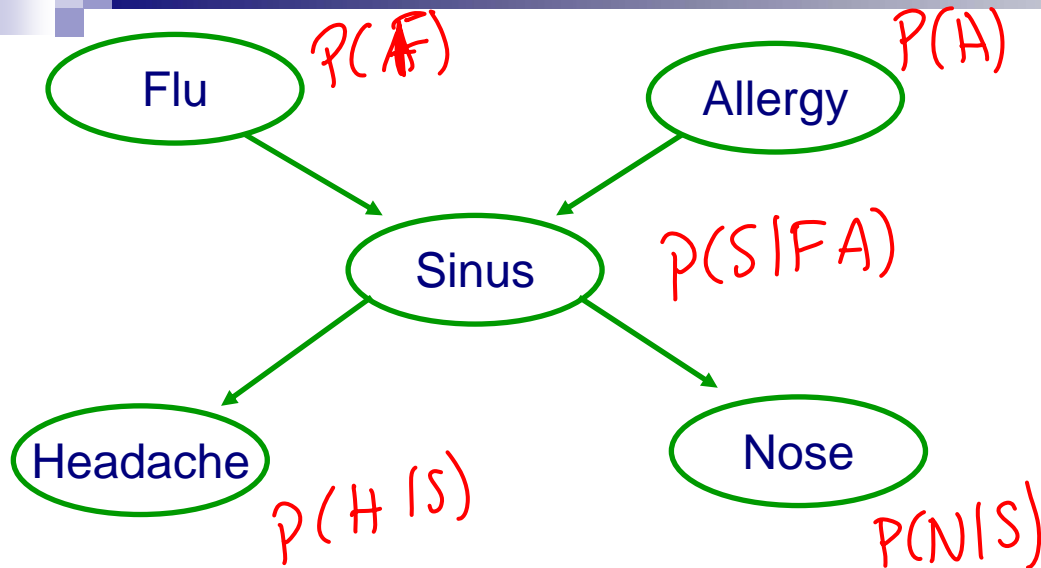 Flu
P(F)
Allergy
P(A)
Sinus
P(S|FA)
Headache
P(H|S)
Nose
P(N|S)